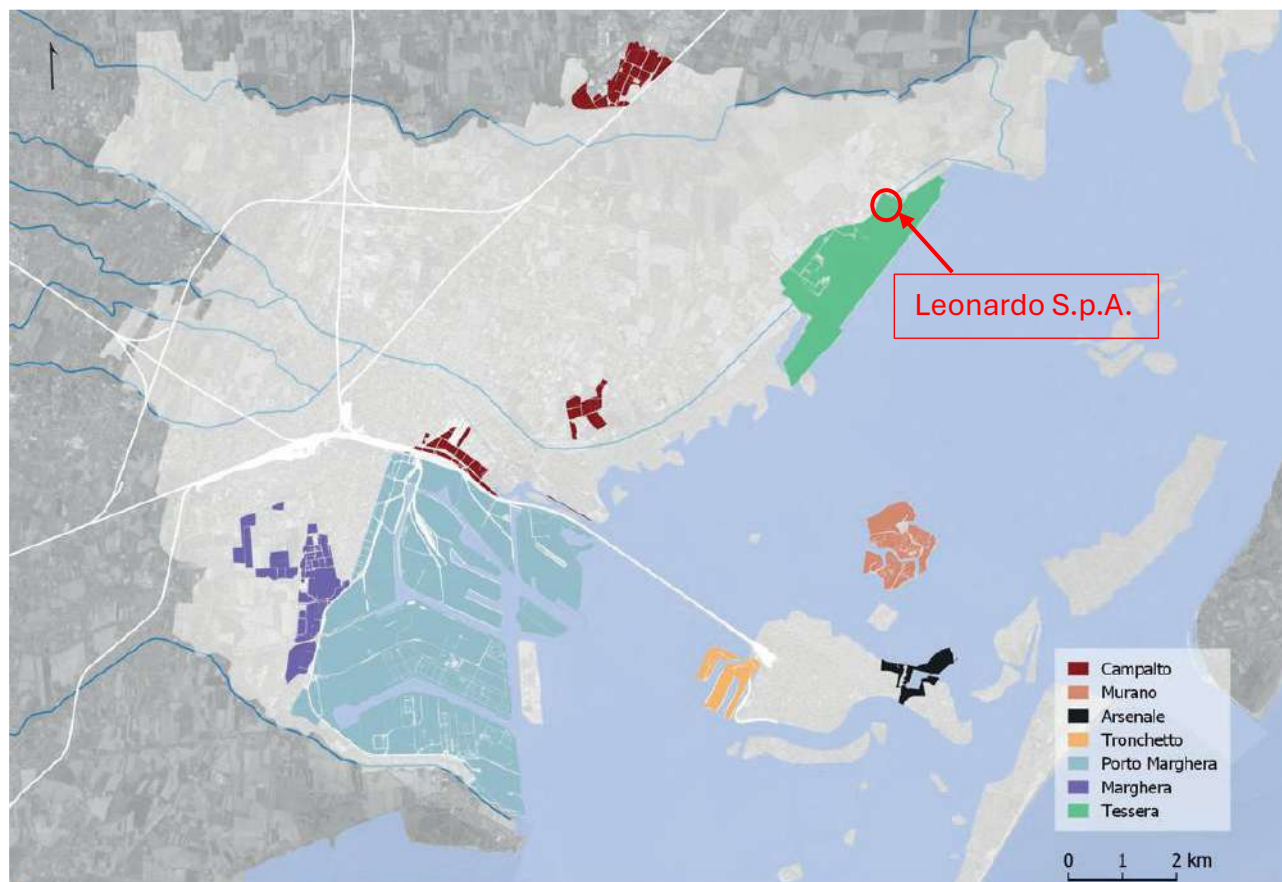 Leonardo S.p.A.
Campalto
Murano
Arsenale
Tronchetto
Porto Marghera
Marghera
Tessera
0 1 2 km